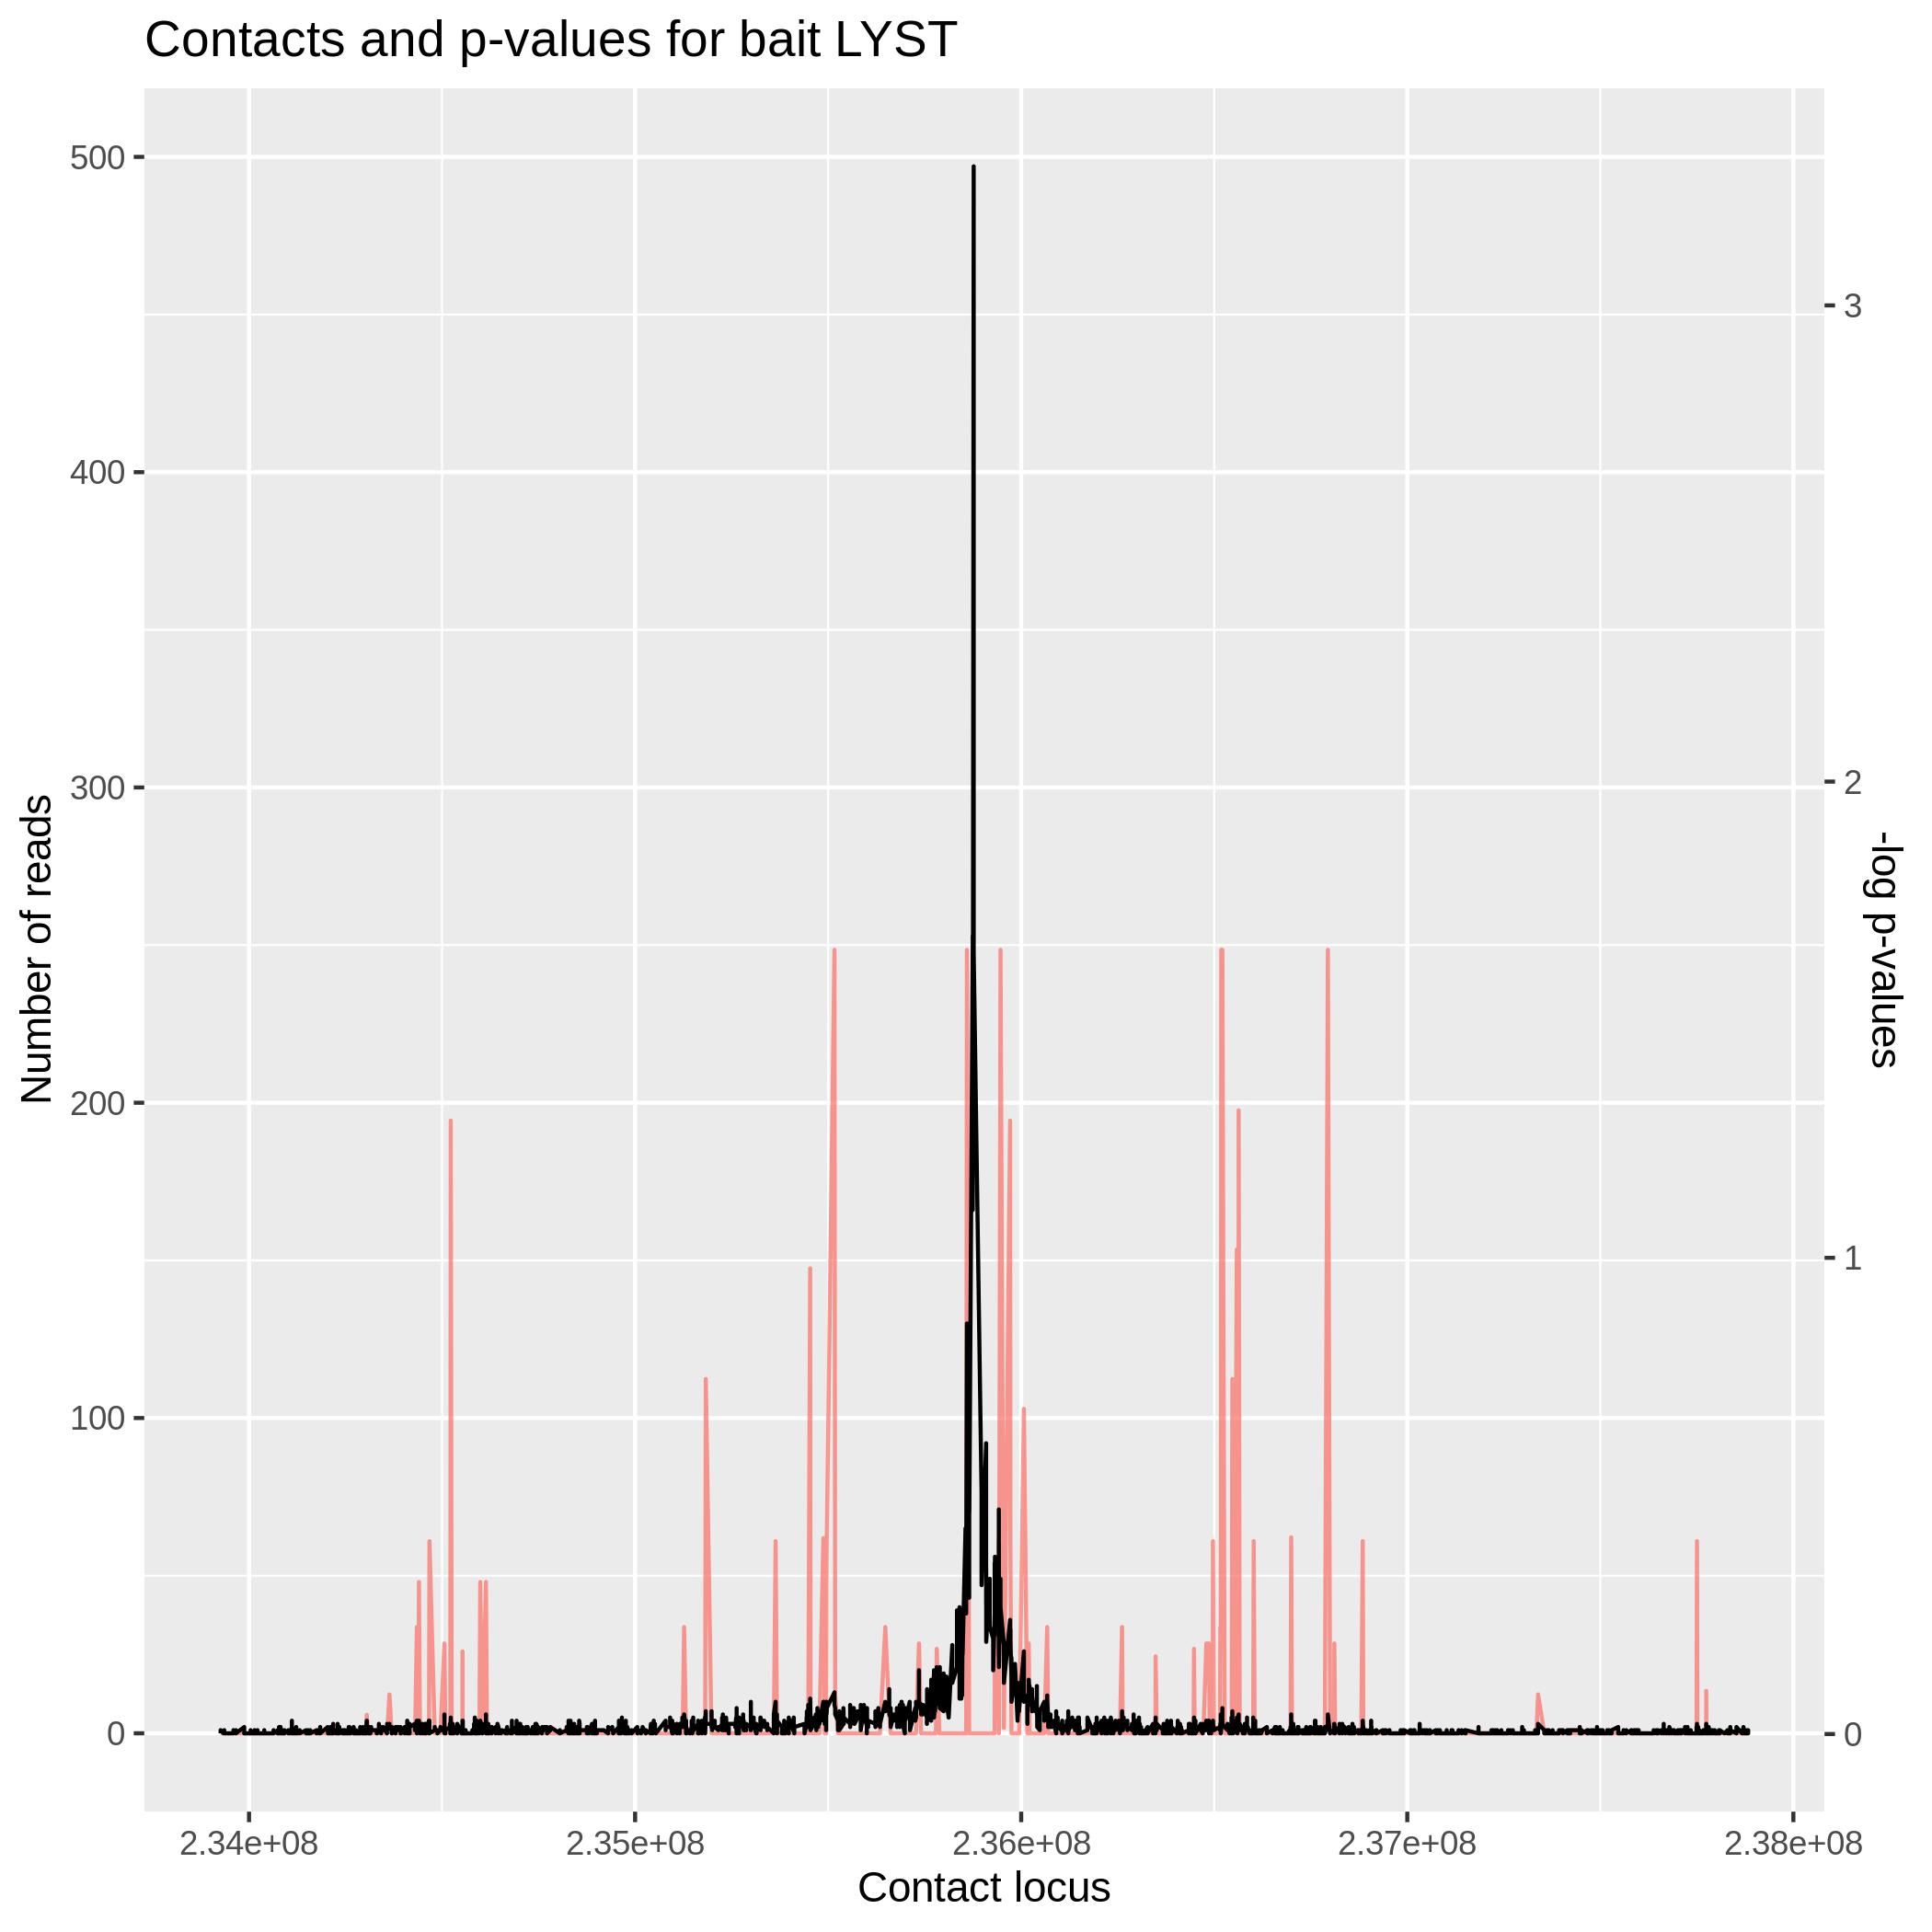 Contacts and p-values for bait LYST
Number of reads
500
400
300
200
100
0
3
2
1
0
-log p-values
2.34e+08
2.35e+08
2.36e+08
2.37e+08
2.38e+08
Contact locus